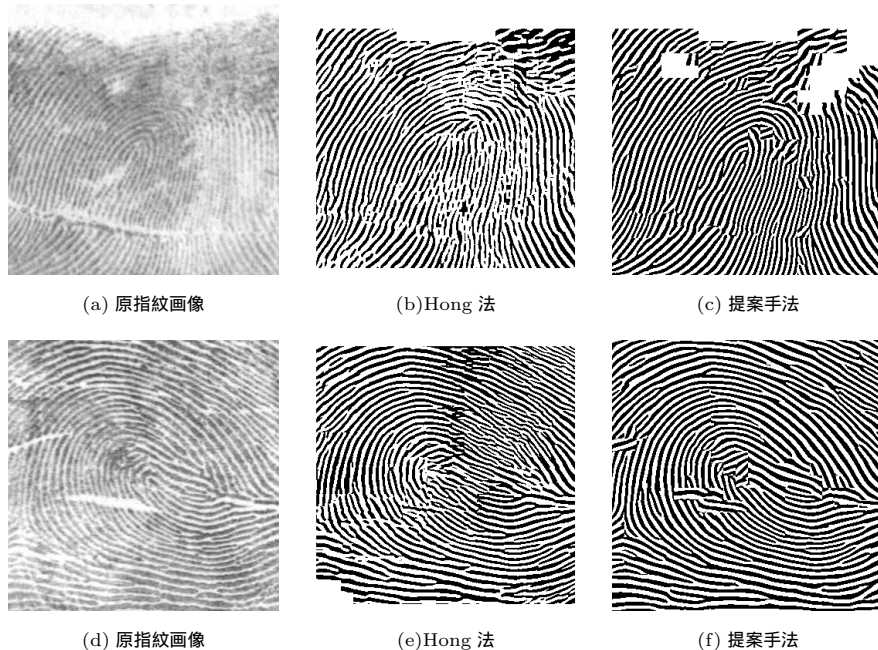 (a) 原指紋画像
(b)Hong 法
(c) 提案手法
(d) 原指紋画像
(e)Hong 法
(f) 提案手法